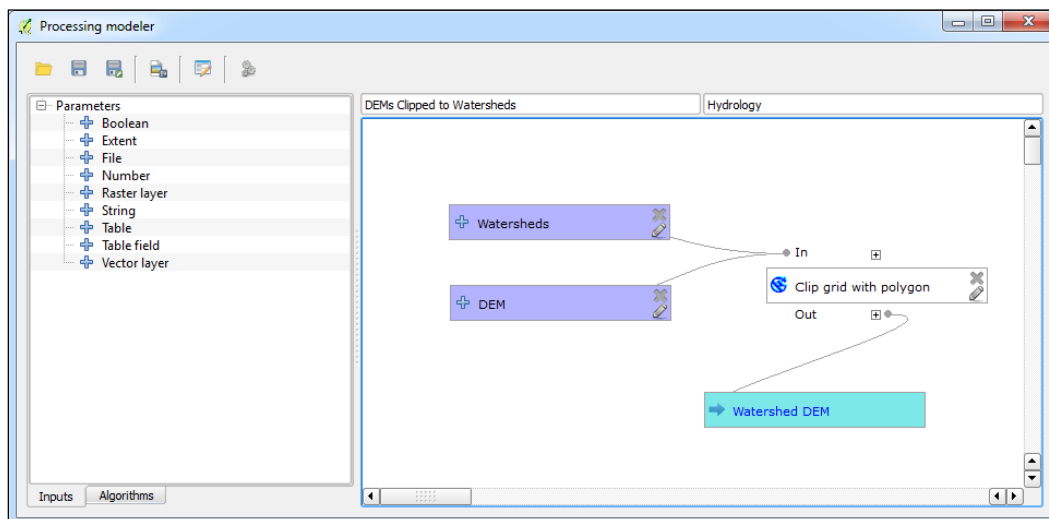 Processing modeler
Parameters
Boolean
Extent
File
Number
Raster layer
String
Table
Table field
Vector layer
Inputs
Algorithms
DEMs Clipped to Watersheds
Hydrology
Watersheds
In
DEM
Clip grid with polygon
Out
Watershed DEM